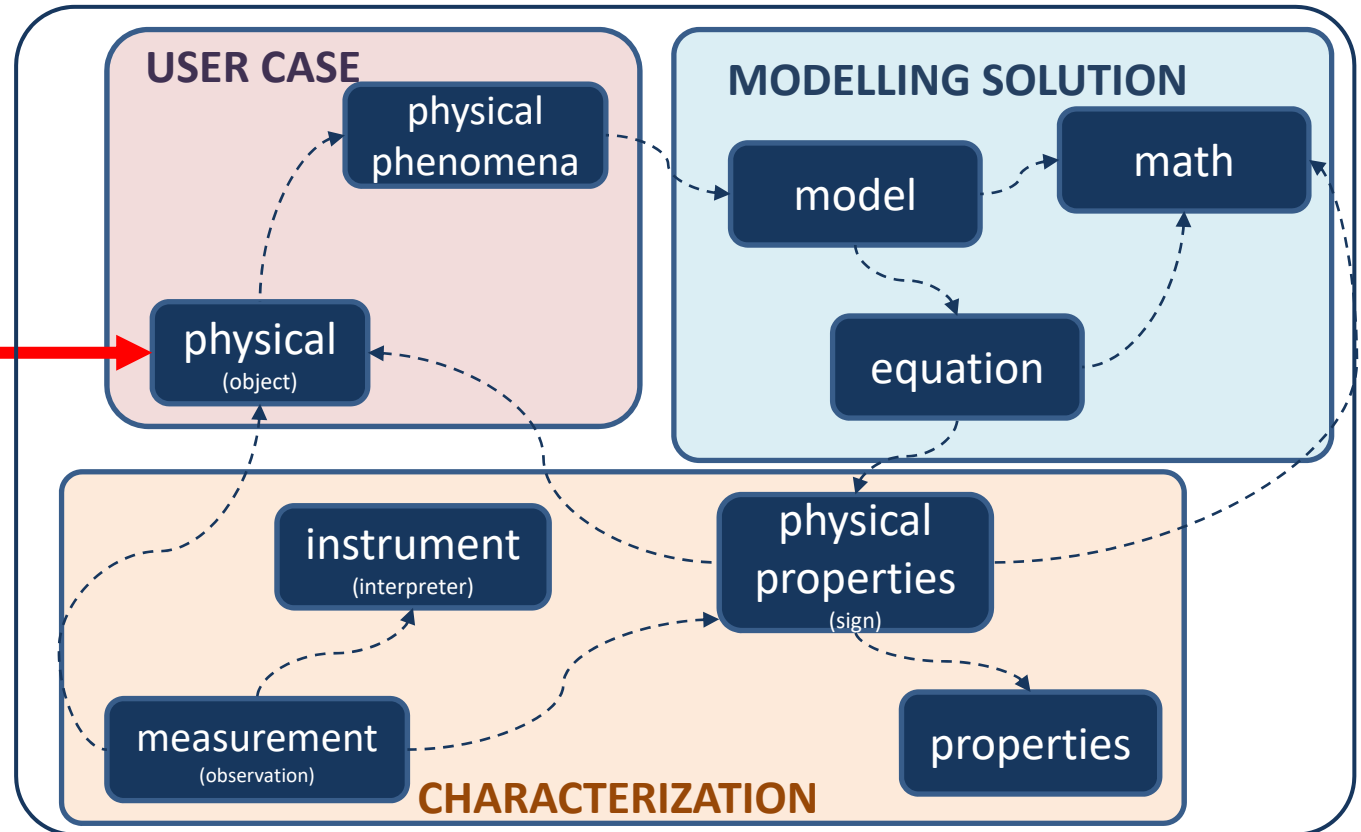 USER CASE
physical
phenomena
physical
(object)
MODELLING SOLUTION
model
math
equation
instrument
(interpreter)
physical
properties
(sign)
measurement
(observation)
properties
CHARACTERIZATION